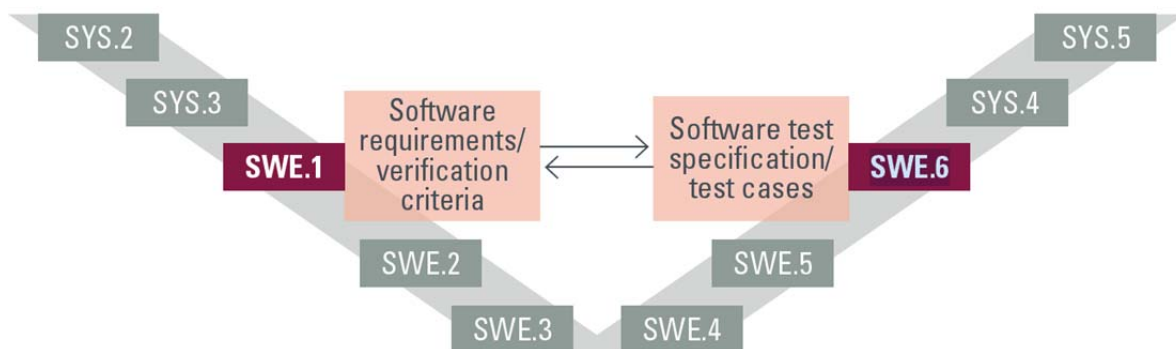 SYS.2
SYS.5
SYS.3
SYS.4
SWE.1
Software
requirements/
verification
criteria
Software test
specification/
test cases
SWE.6
SWE.2
SWE.5
SWE.3
SWE.4